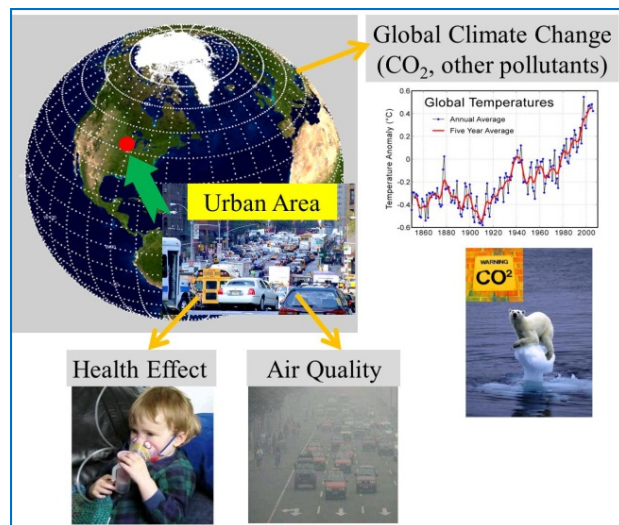 Global Climate Change
(CO₂, other pollutants)
Global Temperatures
Annual Average
Five Year Average
Temperature Anomaly (°C)
0.6
0.4
0.2
0
-0.2
-0.4
-0.6
1860 1880 1900 1920 1940 1960 1980 2000
Urban Area
WARNING
CO²
Health Effect
Air Quality